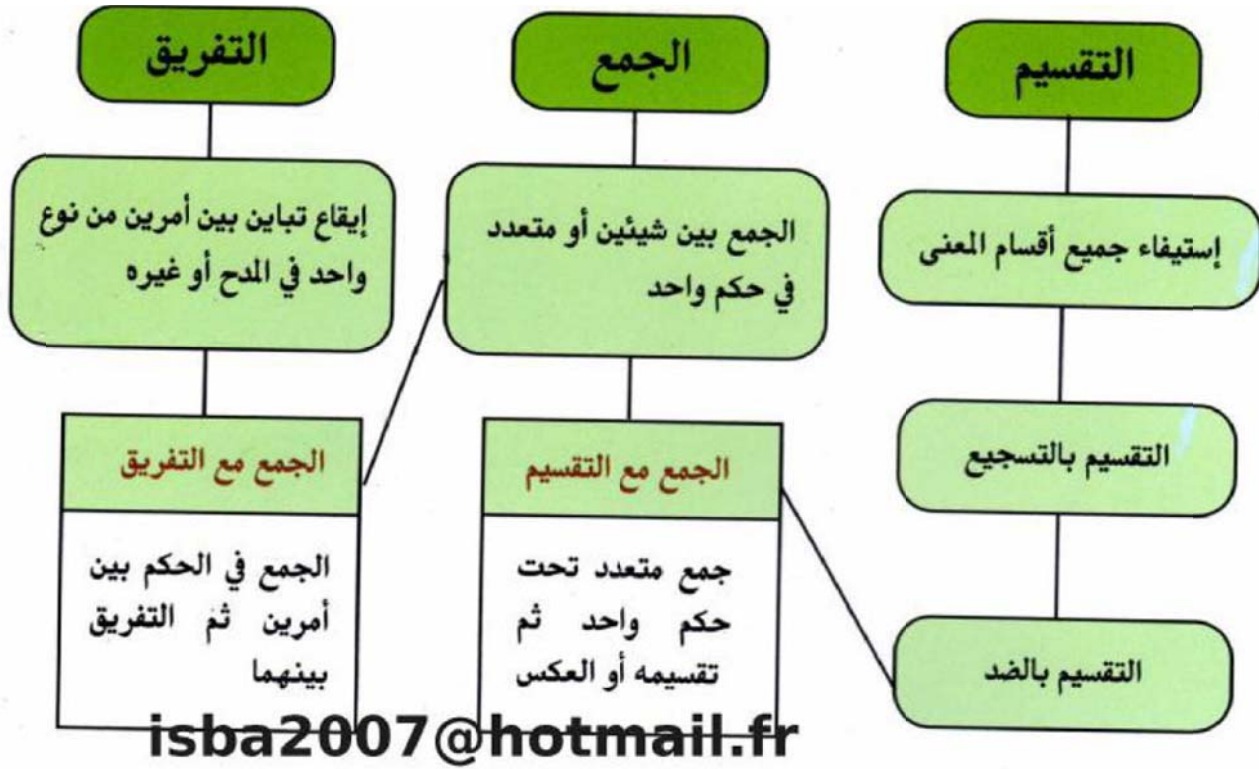 التقسيم
إستيفاء جميع أقسام المعنى
التقسيم بالتسجيع
التقسيم بالضد
الجمع
الجمع بين شيئين أو متعدد
في حكم واحد
الجمع مع التقسيم
جمع متعدد تحت
حكم واحد ثم
تقسيمه أو العكس
التفريق
إيقاع تباين بين أمرين من نوع
واحد في المدح أو غيره
الجمع مع التفريق
الجمع في الحكم بين
أمرين ثم التفريق
بينهما
isba2007@hotmail.fr